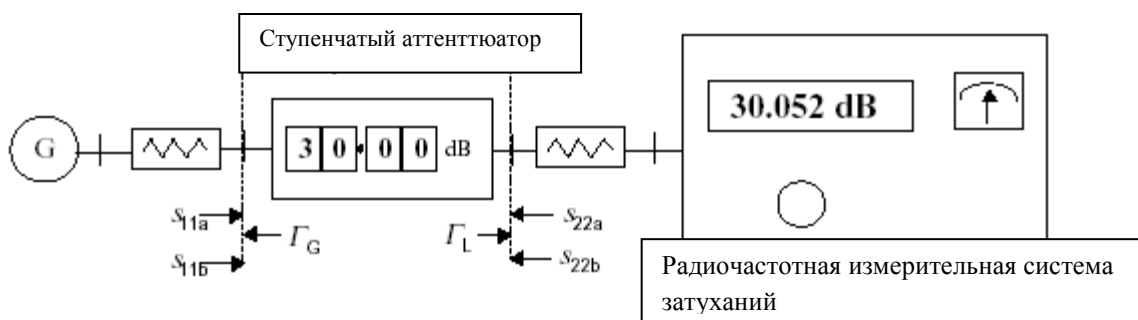 Ступенчатый аттенттюатор
30.052 dB
G
3 0 . 0 0 dB
S11a
ΓG
ΓL
S22a
S11b
S22b
Радиочастотная измерительная система
затуханий